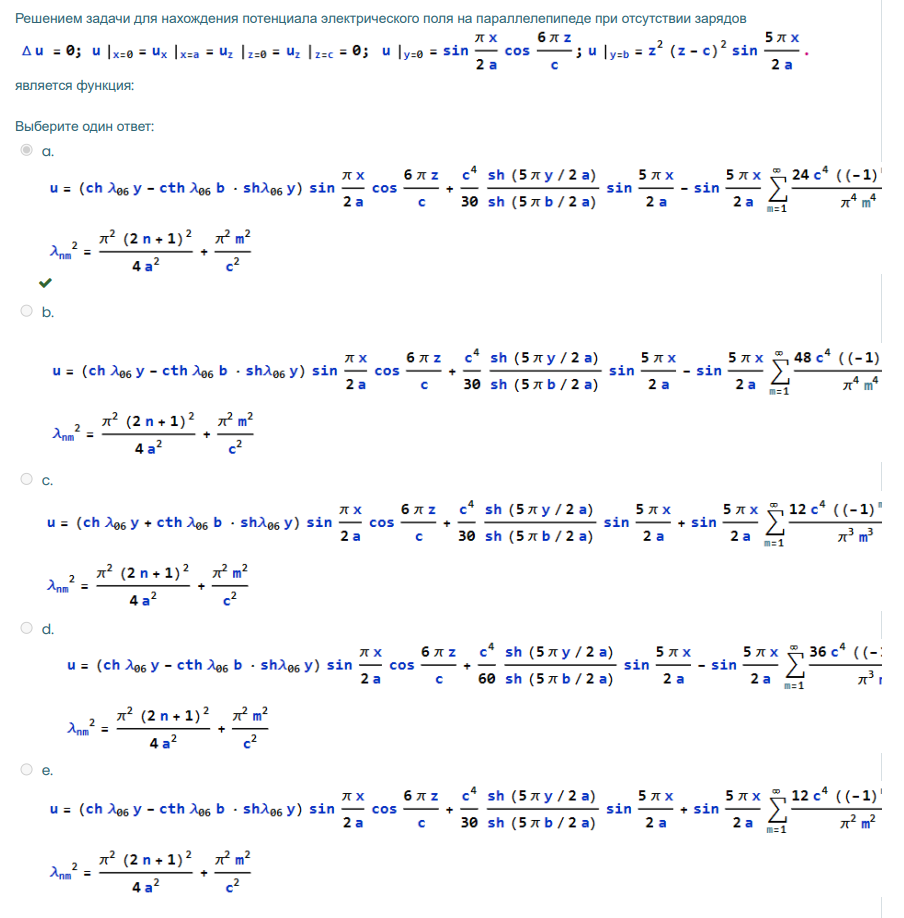 Решением задачи для нахождения потенциала электрического поля на параллелепипеде при отсутствии зарядов
Δu = 0; u |x=0 = ux |x=a = uz |z=0 = uz |z=c = 0; u |y=0 = sin πx/2a cos 6πz/c; u |y=b = z² (z - c)² sin 5πx/2a.
является функция:
Выберите один ответ:
a.
u = (ch λ06 y - cth λ06 b · shλ06 y) sin πx/2a cos 6πz/c + c⁴/30 sh (5πy/2a)/sh (5πb/2a) sin 5πx/2a - sin 5πx/2a ∑m=1∞ 24 c⁴ ((-1)/π⁴ m⁴
λnm² = π² (2n+1)²/4a² + π² m²/c²
✔
b.
u = (ch λ06 y - cth λ06 b · shλ06 y) sin πx/2a cos 6πz/c + c⁴/30 sh (5πy/2a)/sh (5πb/2a) sin 5πx/2a - sin 5πx/2a ∑m=1∞ 48 c⁴ ((-1)/π⁴ m⁴
λnm² = π² (2n+1)²/4a² + π² m²/c²
c.
u = (ch λ06 y + cth λ06 b · shλ06 y) sin πx/2a cos 6πz/c + c⁴/30 sh (5πy/2a)/sh (5πb/2a) sin 5πx/2a + sin 5πx/2a ∑m=1∞ 12 c⁴ ((-1)/π³ m³
λnm² = π² (2n+1)²/4a² + π² m²/c²
d.
u = (ch λ06 y - cth λ06 b · shλ06 y) sin πx/2a cos 6πz/c + c⁴/60 sh (5πy/2a)/sh (5πb/2a) sin 5πx/2a - sin 5πx/2a ∑m=1∞ 36 c⁴ ((-/π³
λnm² = π² (2n+1)²/4a² + π² m²/c²
e.
u = (ch λ06 y - cth λ06 b · shλ06 y) sin πx/2a cos 6πz/c + c⁴/30 sh (5πy/2a)/sh (5πb/2a) sin 5πx/2a + sin 5πx/2a ∑m=1∞ 12 c⁴ ((-1)/π² m²
λnm² = π² (2n+1)²/4a² + π² m²/c²